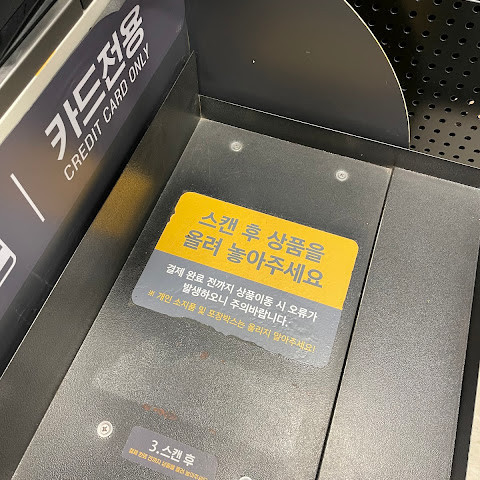 카드전용
CREDIT CARD ONLY
스캔 후 상품을
올려 놓아주세요
결제 완료 전까지 상품이동 시 오류가
발생하오니 주의바랍니다.
※ 개인 소지품 및 포장박스는 올리지 말아주세요!
3.스캔 후